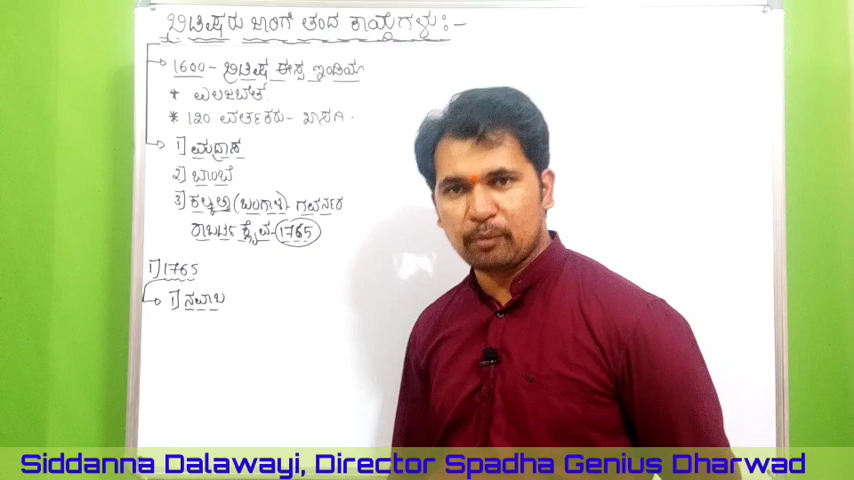 ಬ್ರಿಟಿಷರು ಜಾರಿಗೆ ತಂದ ಕಾಯ್ದೆಗಳು :-
1600 - ಬ್ರಿಟಿಷ ಈಸ್ಟ ಇಂಡಿಯಾ
* ಎಲಿಜಬೆತ
* 120 ವರ್ತಕರು - ಖಾಸಗಿ.
1] ಮದ್ರಾಸ
2] ಬಾಂಬೆ
3] ಕಲ್ಕತ್ತಾ (ಬಂಗಾಳ) ಗವರ್ನರ
ರಾಬರ್ಟ ಕ್ಲೈವ - 1765
1] 1765
1] ನವಾಬ
Siddanna Dalawayi, Director Spadha Genius Dharwad